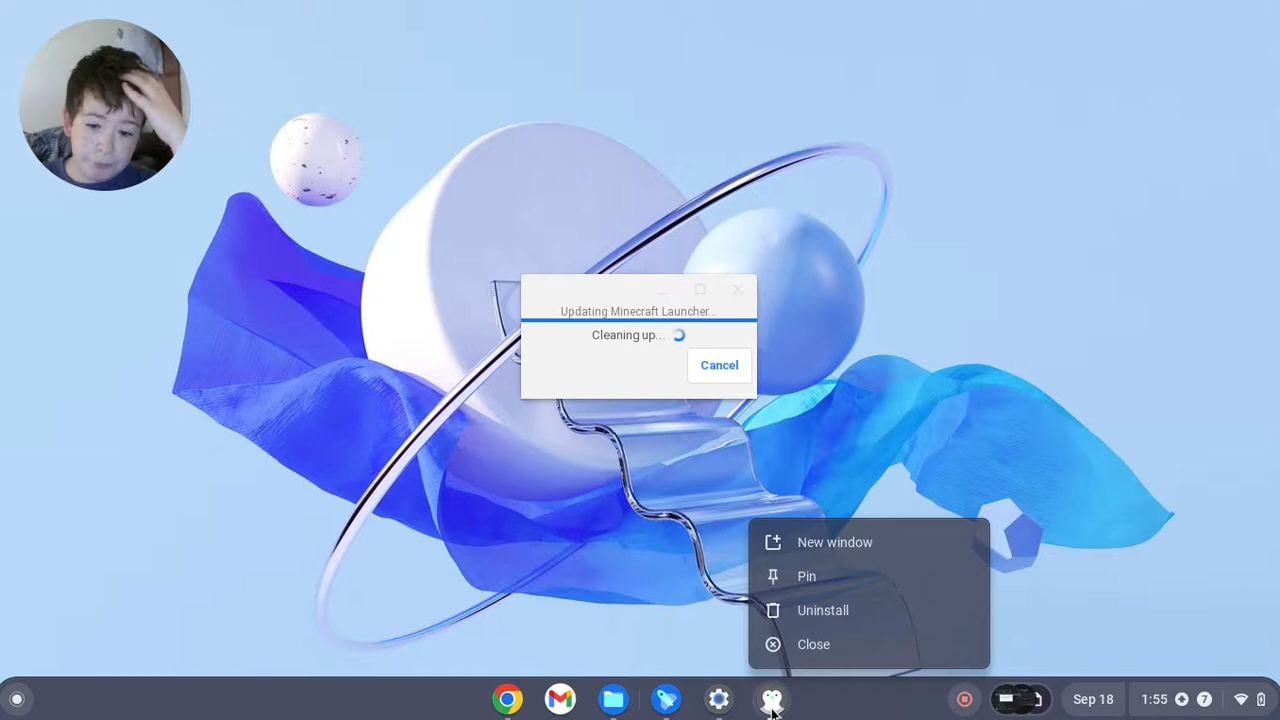 Updating Minecraft Launcher...
Cleaning up...
Cancel
New window
Pin
Uninstall
Close
Sep 18
1:55
7